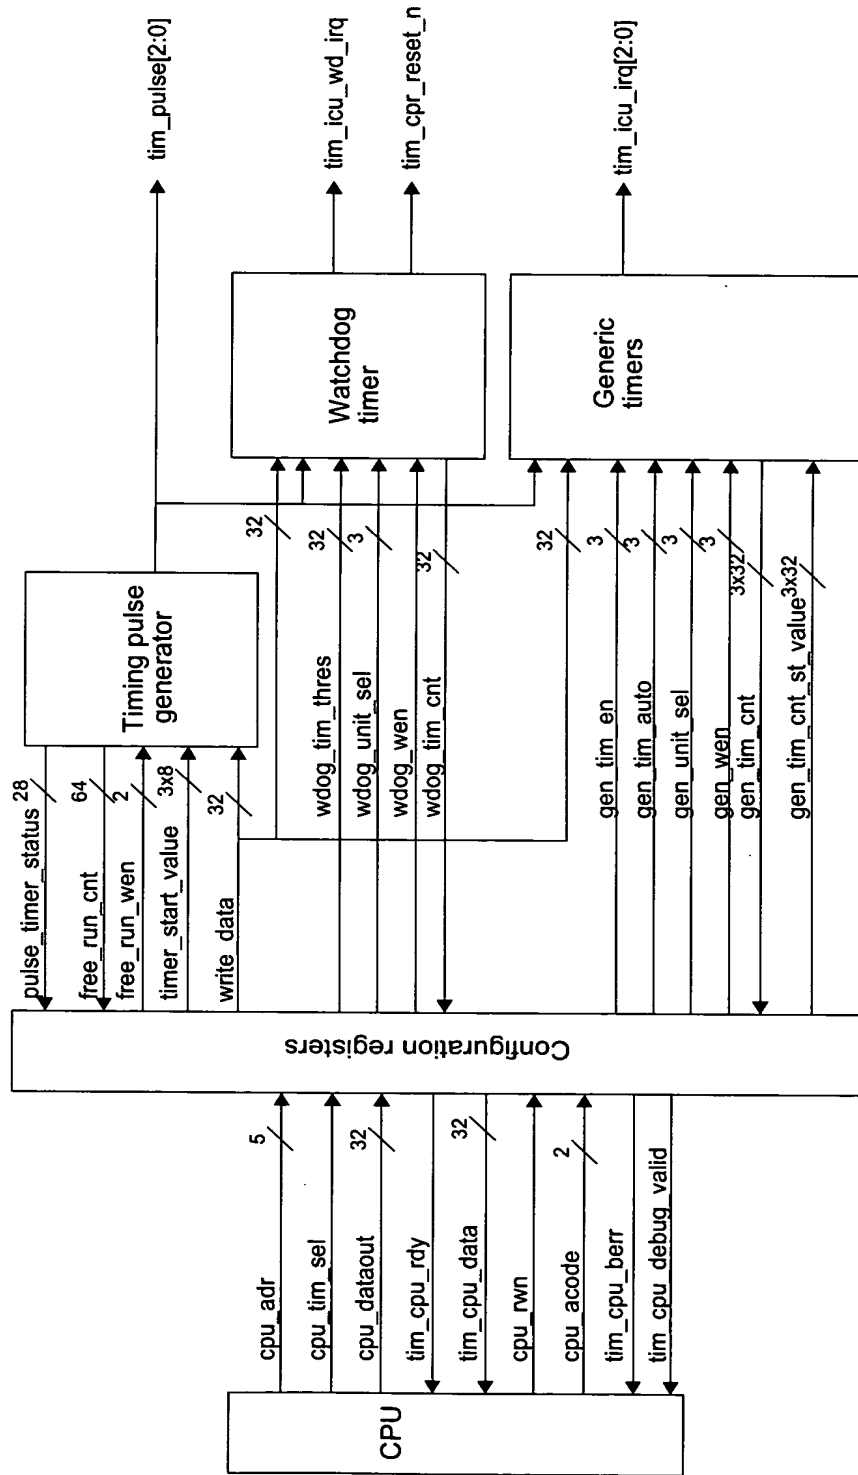 CPU
cpu_adr
5
cpu_tim_sel
cpu_dataout
32
tim_cpu_rdy
tim_cpu_data
32
cpu_rwn
cpu_acode
2
tim_cpu_berr
tim_cpu_debug_valid
Configuration registers
pulse_timer_status
28
free_run_cnt
64
free_run_wen
2
timer_start_value
3x8
write_data
32
Timing pulse
generator
tim_pulse[2:0]
32
wdog_tim_thres
32
wdog_unit_sel
3
wdog_wen
wdog_tim_cnt
32
Watchdog
timer
tim_icu_wd_irq
tim_cpr_reset_n
32
gen_tim_en
3
gen_tim_auto
3
gen_unit_sel
3
gen_wen
3
gen_tim_cnt
3x32
gen_tim_cnt_st_value
3x32
Generic
timers
tim_icu_irq[2:0]